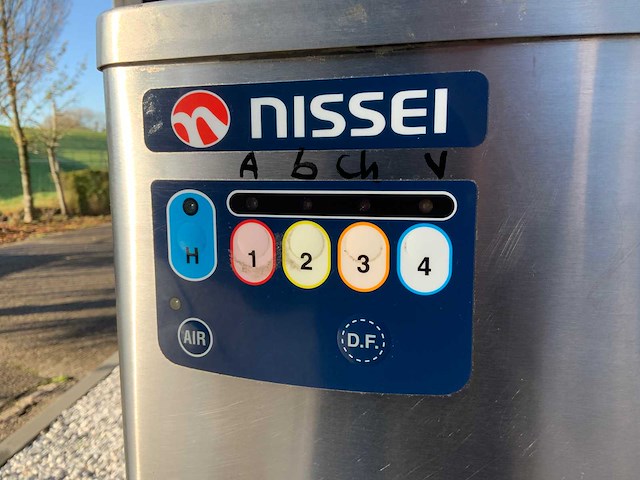 NISSEI
A b Ch V
H 1 2 3 4
AIR D.F.